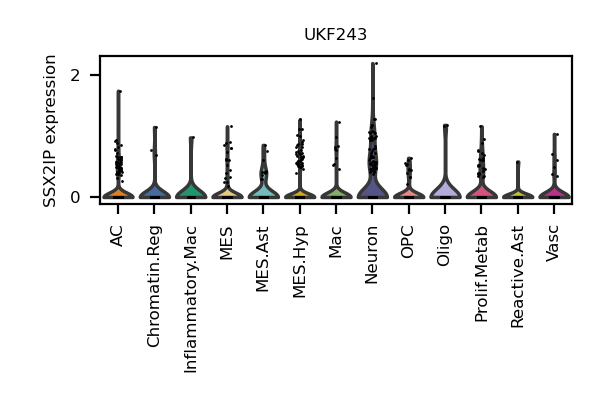 UKF243
SSX2IP expression
2
0
AC
Chromatin.Reg
Inflammatory.Mac
MES
MES.Ast
MES.Hyp
Mac
Neuron
OPC
Oligo
Prolif.Metab
Reactive.Ast
Vasc